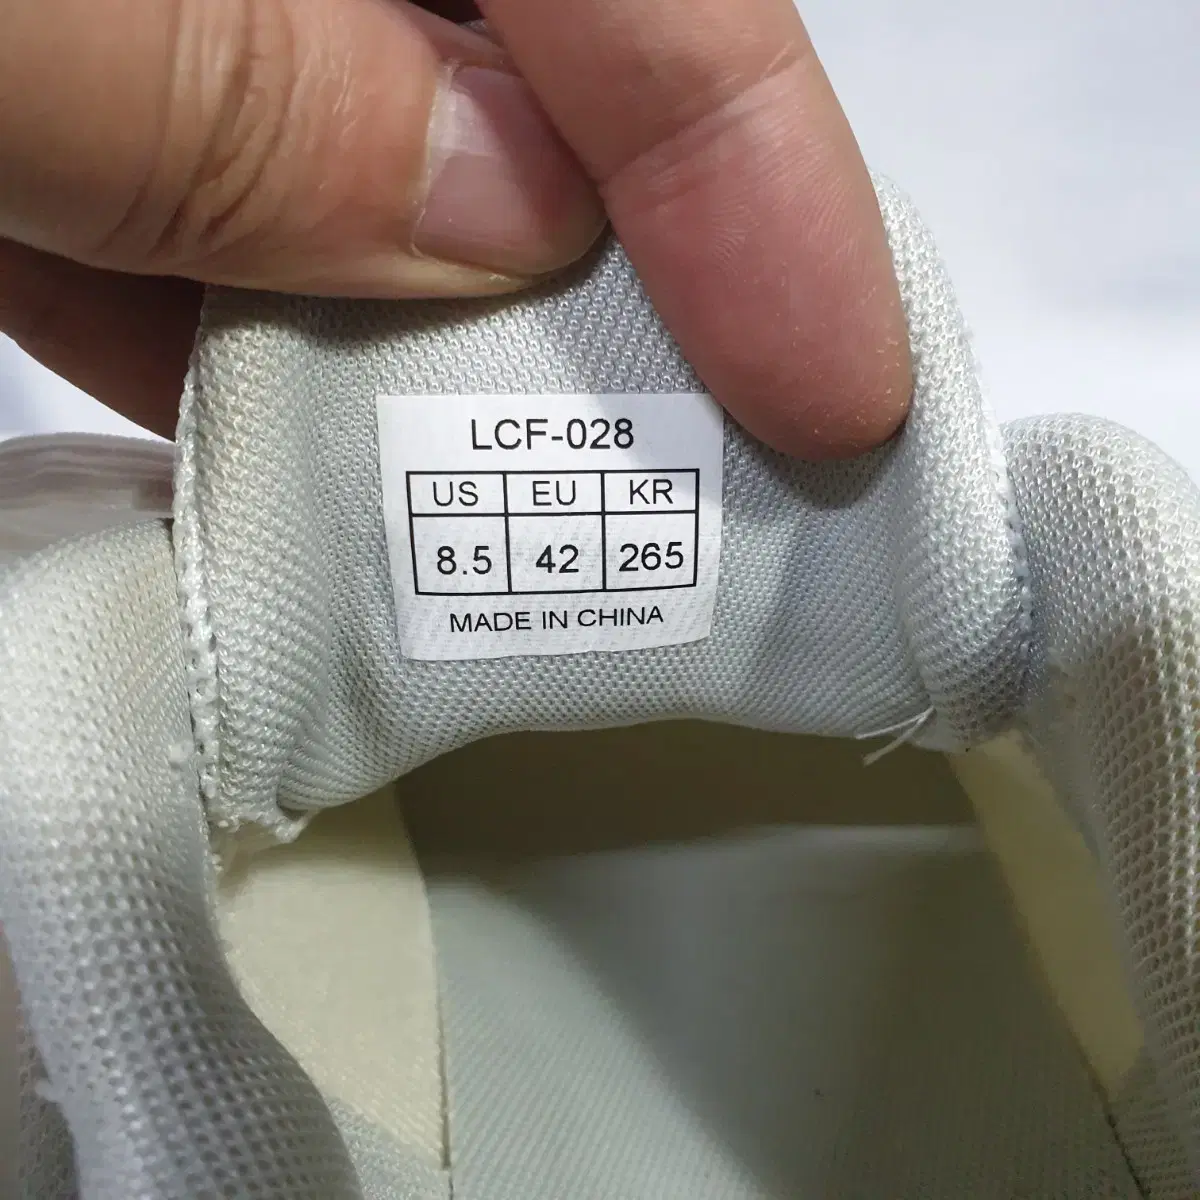 LCF-028
US EU KR
8.5 42 265
MADE IN CHINA